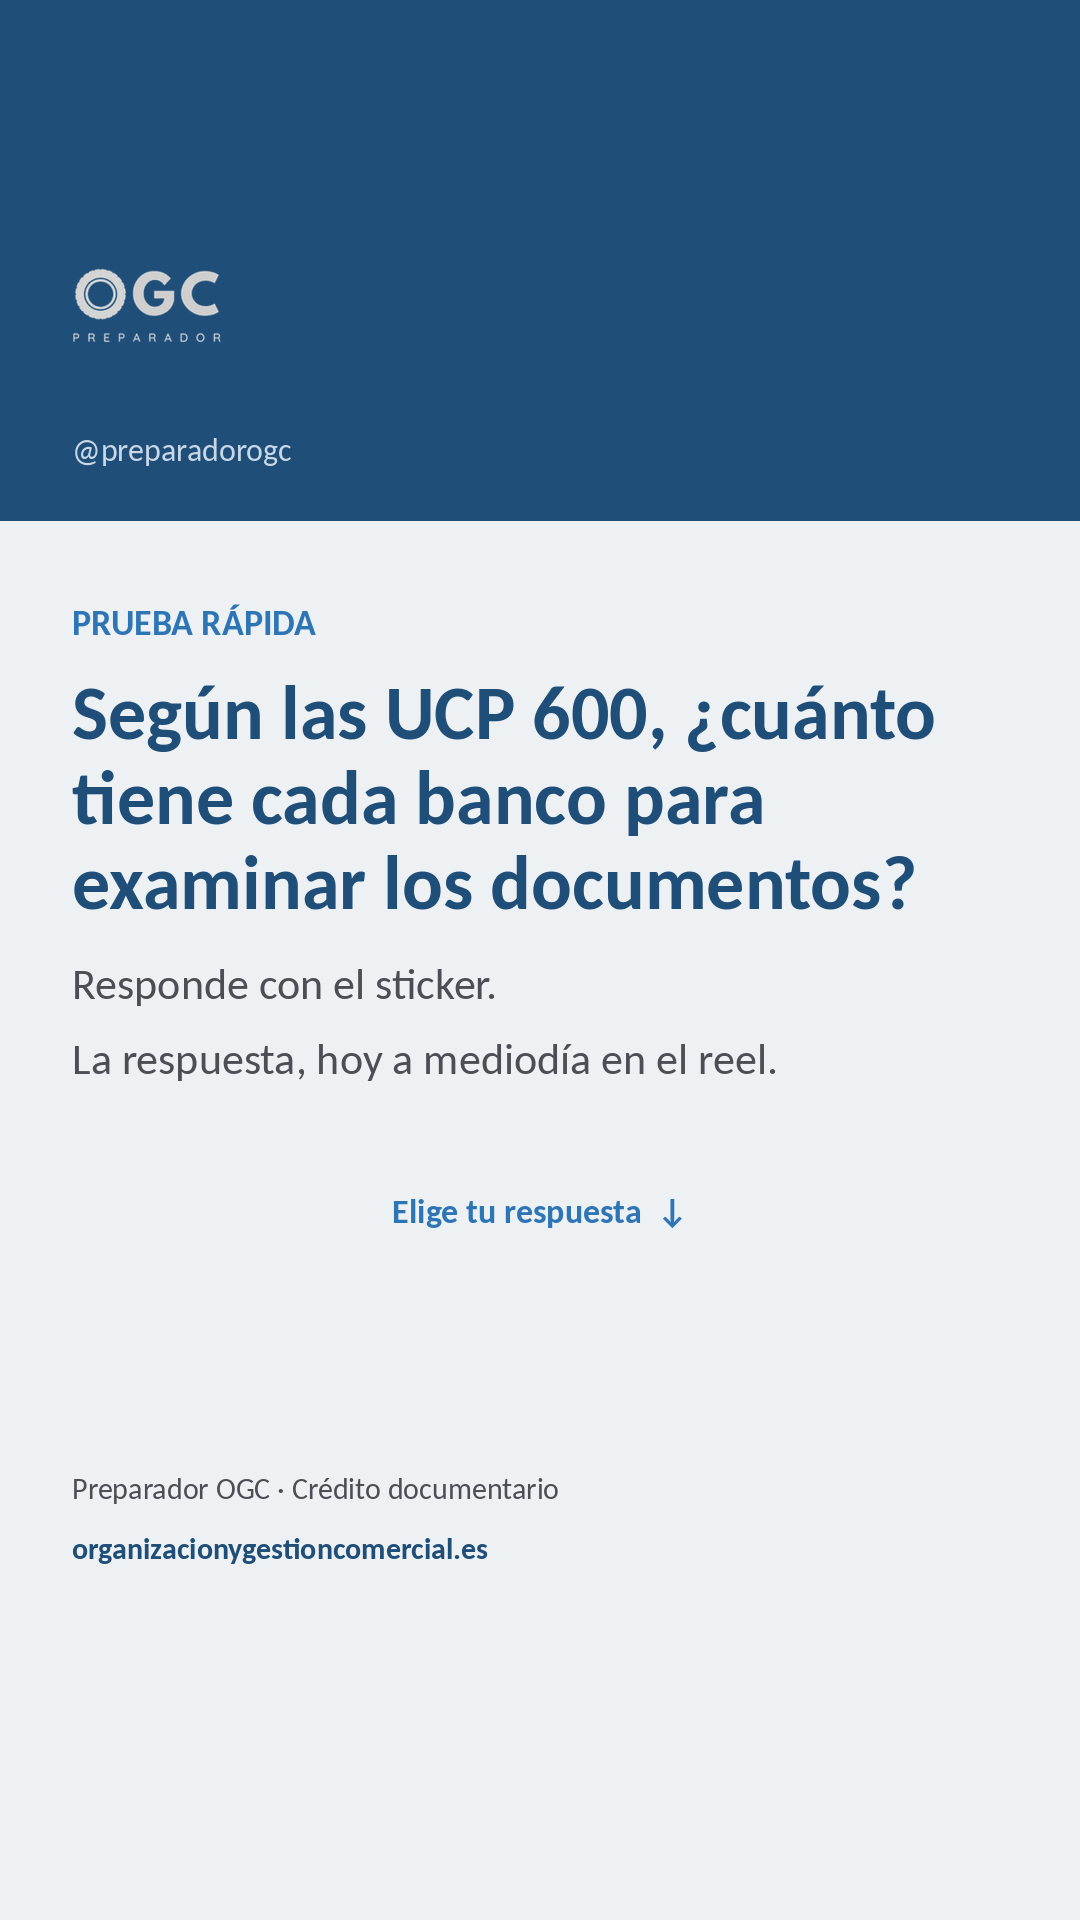 OGC
PREPARADOR
@preparadorogc
PRUEBA RÁPIDA
Según las UCP 600, ¿cuánto
tiene cada banco para
examinar los documentos?
Responde con el sticker.
La respuesta, hoy a mediodía en el reel.
Elige tu respuesta ↓
Preparador OGC · Crédito documentario
organizacionygestioncomercial.es